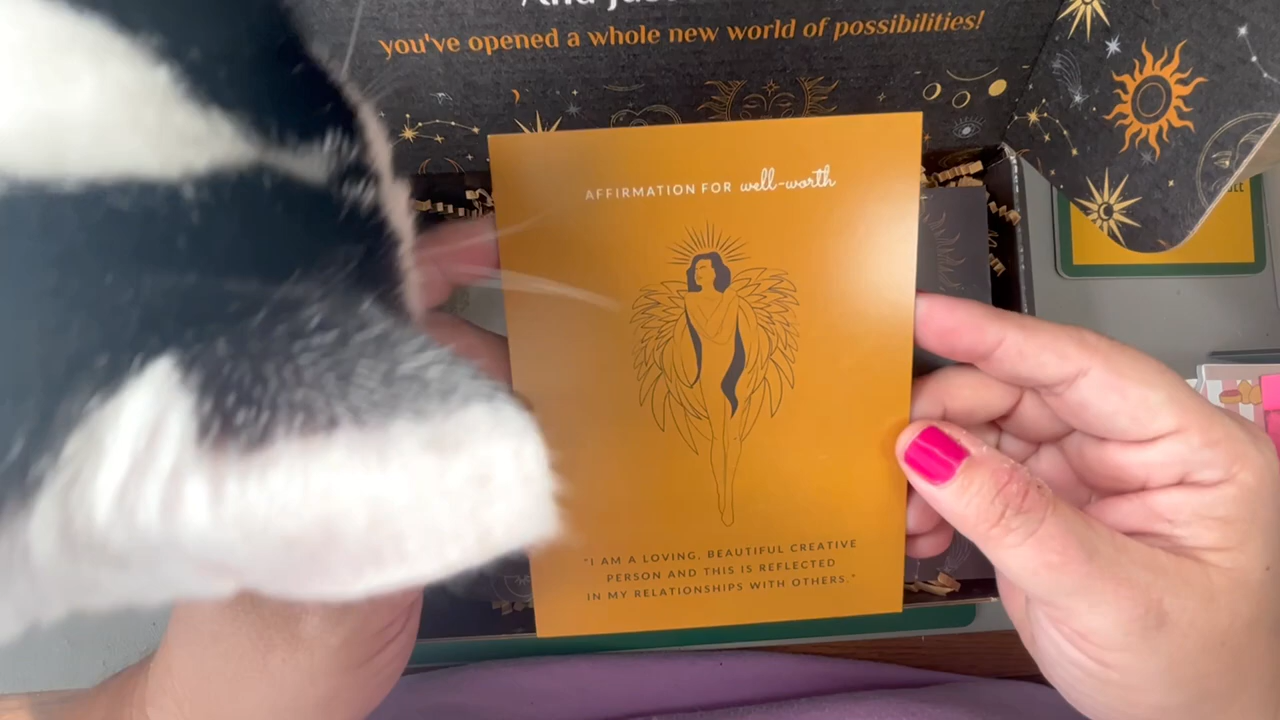 you've opened a whole new world of possibilities!
AFFIRMATION FOR well-worth
"I AM A LOVING, BEAUTIFUL CREATIVE
PERSON AND THIS IS REFLECTED
IN MY RELATIONSHIPS WITH OTHERS."